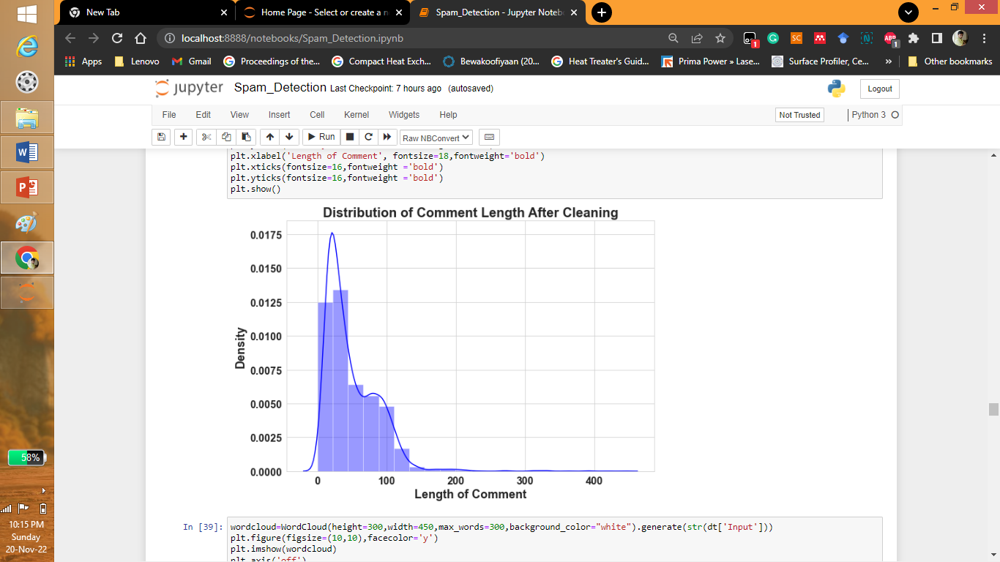 New Tab
Home Page - Select or create a n
Spam_Detection - Jupyter Noteb
localhost:8888/notebooks/Spam_Detection.ipynb
Apps Lenovo Gmail Proceedings of the... Compact Heat Exch... Bewakoofiyaan (20... Heat Treater's Guid... Prima Power » Lase... Surface Profiler, Ce... » Other bookmarks
jupyter Spam_Detection Last Checkpoint: 7 hours ago (autosaved) Logout
File Edit View Insert Cell Kernel Widgets Help Not Trusted Python 3
Run Raw NBConvert
plt.xlabel('Length of Comment', fontsize=18,fontweight='bold')
plt.xticks(fontsize=16,fontweight ='bold')
plt.yticks(fontsize=16,fontweight ='bold')
plt.show()
Distribution of Comment Length After Cleaning
0.0175
0.0150
0.0125
0.0100
0.0075
0.0050
0.0025
0.0000
Density
0 100 200 300 400
Length of Comment
In [39]:
wordcloud=WordCloud(height=300,width=450,max_words=300,background_color="white").generate(str(dt['Input']))
plt.figure(figsize=(10,10),facecolor='y')
plt.imshow(wordcloud)
plt.axis('off')
58%
10:15 PM
Sunday
20-Nov-22